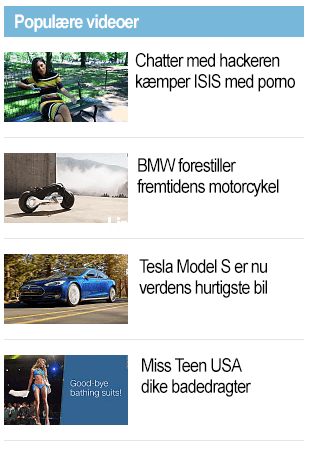 Populære videoer
Chatter med hackeren
kæmper ISIS med porno
BMW forestiller
fremtidens motorcykel
Tesla Model S er nu
verdens hurtigste bil
Good-bye
bathing suits!
Miss Teen USA
dike badedragter